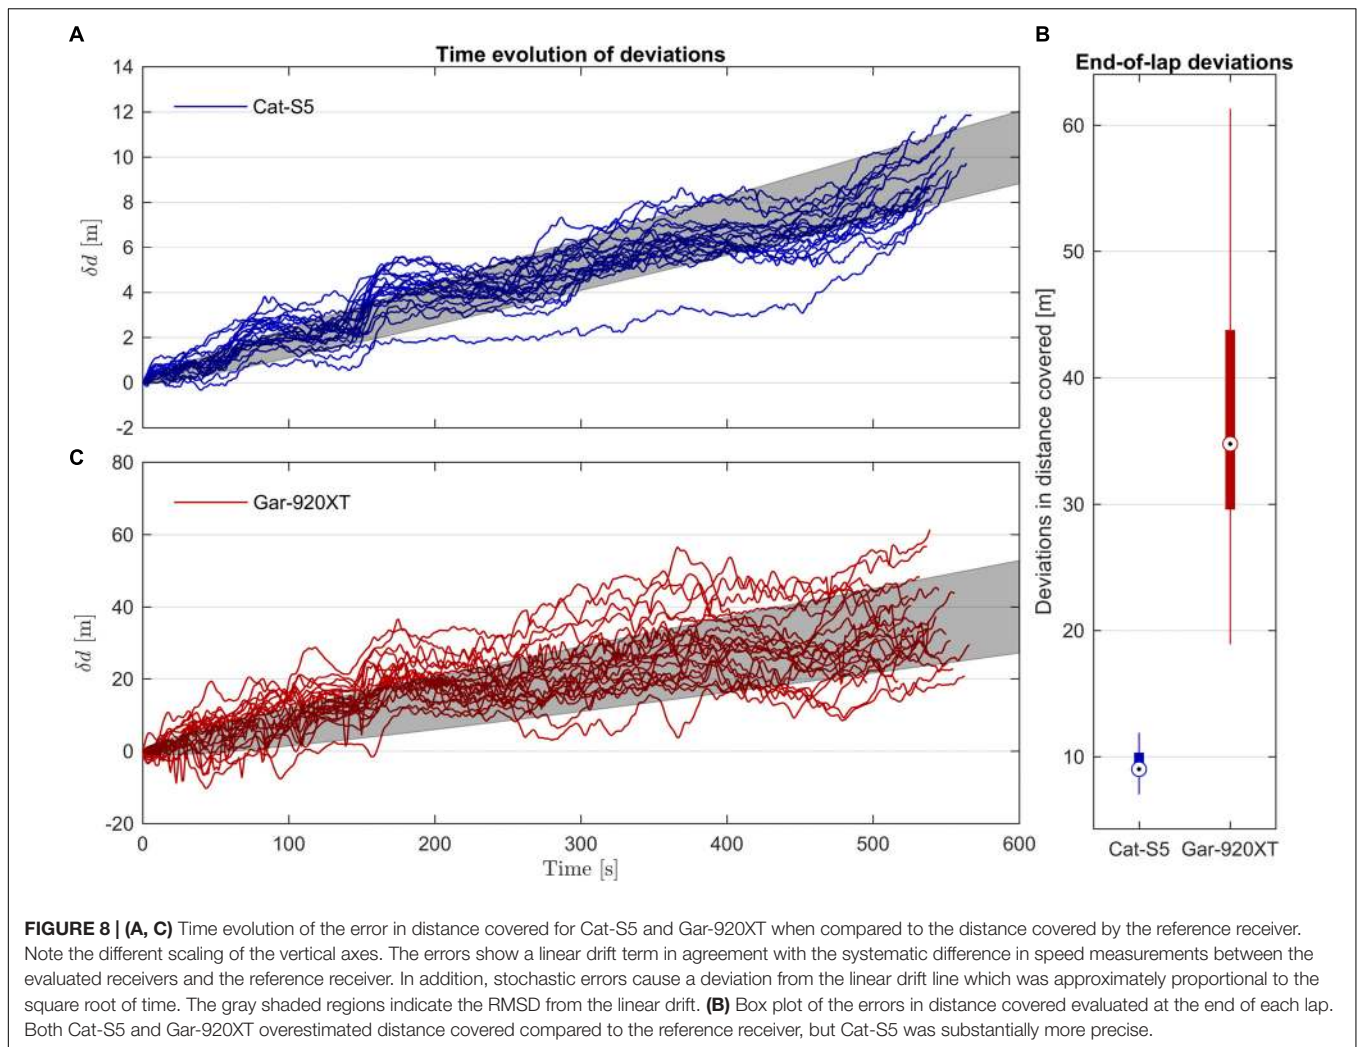 A
Time evolution of deviations
14
12
10
8
6
4
2
0
-2
δd [m]
Cat-S5
C
80
60
40
20
0
-20
δd [m]
Gar-920XT
0 100 200 300 400 500 600
Time [s]
B
End-of-lap deviations
60
50
40
30
20
10
Deviations in distance covered [m]
Cat-S5 Gar-920XT
FIGURE 8 | (A, C) Time evolution of the error in distance covered for Cat-S5 and Gar-920XT when compared to the distance covered by the reference receiver.
Note the different scaling of the vertical axes. The errors show a linear drift term in agreement with the systematic difference in speed measurements between the
evaluated receivers and the reference receiver. In addition, stochastic errors cause a deviation from the linear drift line which was approximately proportional to the
square root of time. The gray shaded regions indicate the RMSD from the linear drift. (B) Box plot of the errors in distance covered evaluated at the end of each lap.
Both Cat-S5 and Gar-920XT overestimated distance covered compared to the reference receiver, but Cat-S5 was substantially more precise.